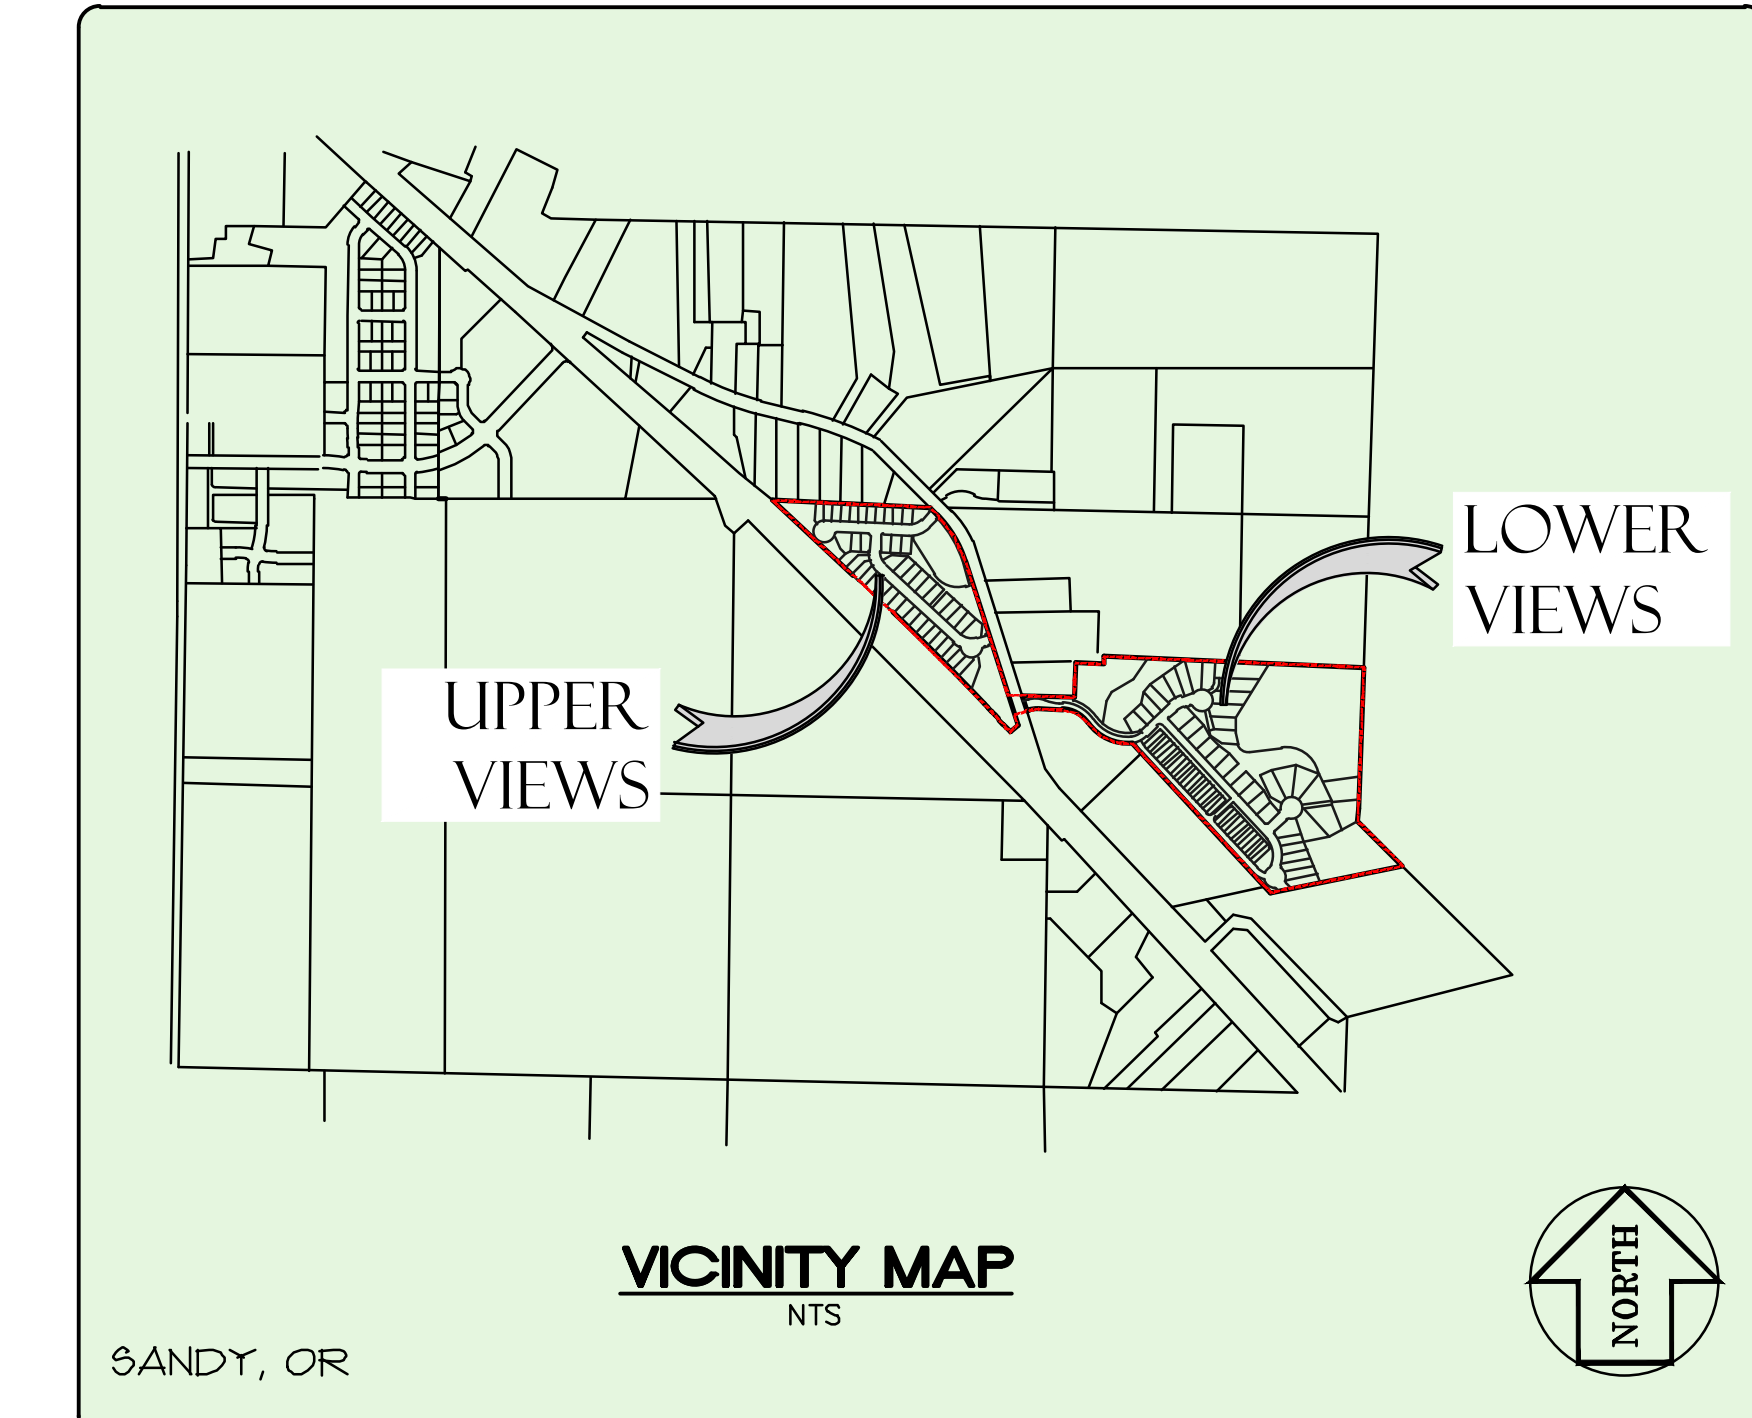 LOWER
VIEWS
UPPER
VIEWS
VICINITY MAP
NTS
NORTH
SANDY, OR